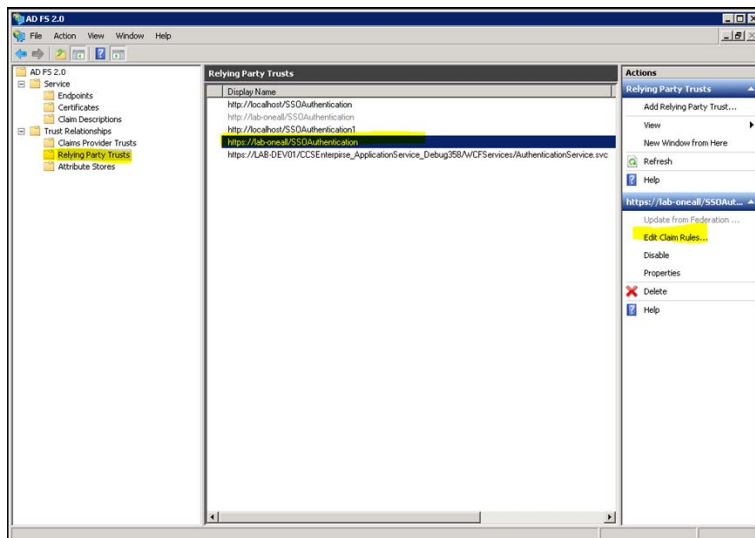 AD FS 2.0
File Action View Window Help
AD FS 2.0
Service
Endpoints
Certificates
Claim Descriptions
Trust Relationships
Claims Provider Trusts
Relying Party Trusts
Attribute Stores
Relying Party Trusts
Display Name
http://localhost/SSOAuthentication
http://lab-oneall/SSOAuthentication
http://localhost/SSOAuthentication1
https://lab-oneall/SSOAuthentication
https://LAB-DEV01/CCSEnterpirse_ApplicationService_Debug358/WCFServices/AuthenticationService.svc
Actions
Relying Party Trusts
Add Relying Party Trust...
View
New Window from Here
Refresh
Help
https://lab-oneall/SSOAut...
Update from Federation ...
Edit Claim Rules...
Disable
Properties
Delete
Help